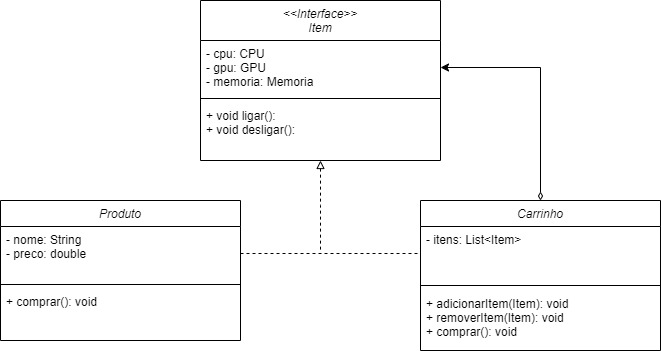 <<Interface>>
Item
- cpu: CPU
- gpu: GPU
- memoria: Memoria
+ void ligar():
+ void desligar():
Produto
- nome: String
- preco: double
+ comprar(): void
Carrinho
- itens: List<Item>
+ adicionarItem(Item): void
+ removerItem(Item): void
+ comprar(): void